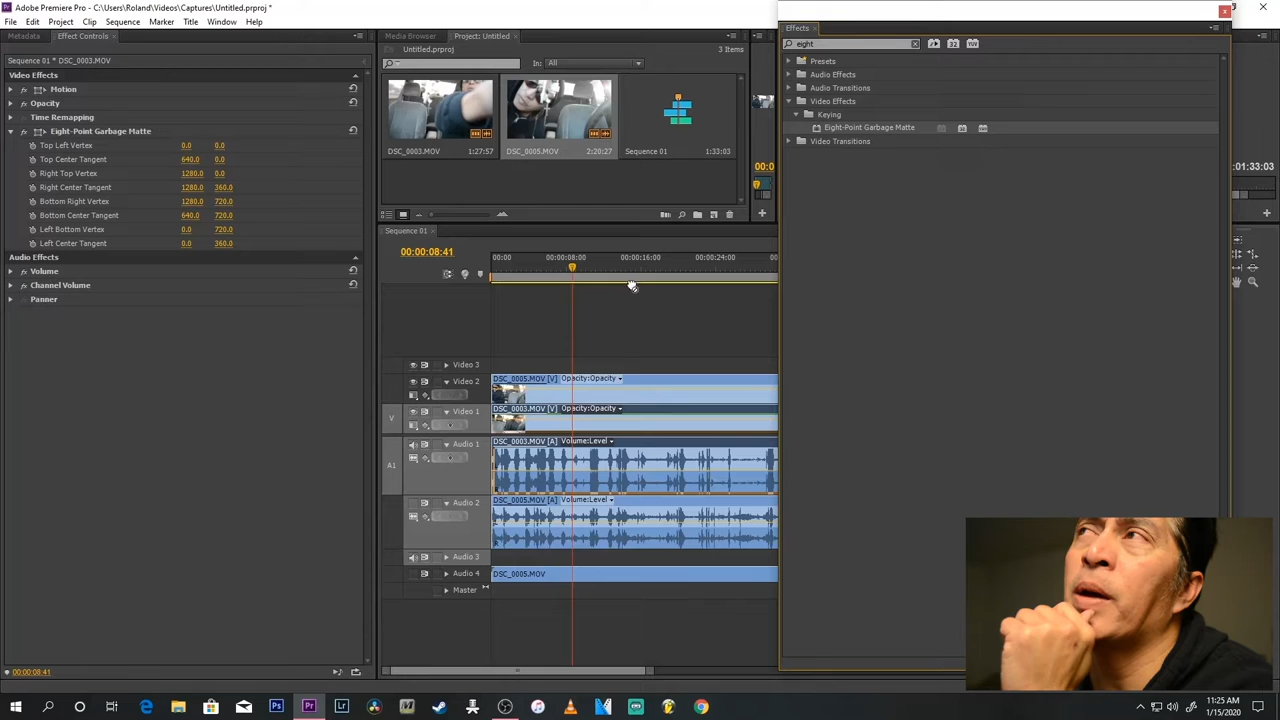 Adobe Premiere Pro - C:\Users\Roland\Videos\Captures\Untitled.prproj *
File Edit Project Clip Sequence Marker Title Window Help
Metadata Effect Controls
Sequence 01 * DSC_0003.MOV
Video Effects
Motion
Opacity
Time Remapping
Eight-Point Garbage Matte
Top Left Vertex 0.0 0.0
Top Center Tangent 640.0 0.0
Right Top Vertex 1280.0 0.0
Right Center Tangent 1280.0 360.0
Bottom Right Vertex 1280.0 720.0
Bottom Center Tangent 640.0 720.0
Left Bottom Vertex 0.0 720.0
Left Center Tangent 0.0 360.0
Audio Effects
Volume
Channel Volume
Panner
00:00:08:41
Media Browser Project: Untitled
Untitled.prproj 3 Items
In: All
DSC_0003.MOV 1:27:57 DSC_0005.MOV 2:20:27 Sequence 01 1:33:03
Sequence 01
00:00:08:41
00:00 00:00:08:00 00:00:16:00 00:00:24:00
Video 3
Video 2 DSC_0005.MOV [V] Opacity:Opacity
V Video 1 DSC_0003.MOV [V] Opacity:Opacity
A1 Audio 1 DSC_0003.MOV [A] Volume:Level
Audio 2 DSC_0005.MOV [A] Volume:Level
Audio 3
Audio 4 DSC_0005.MOV
Master
Effects
eight
32 YUV
Presets
Audio Effects
Audio Transitions
Video Effects
Keying
Eight-Point Garbage Matte
Video Transitions
01:33:03
Ps Pr Lr
11:25 AM
1/15/2020